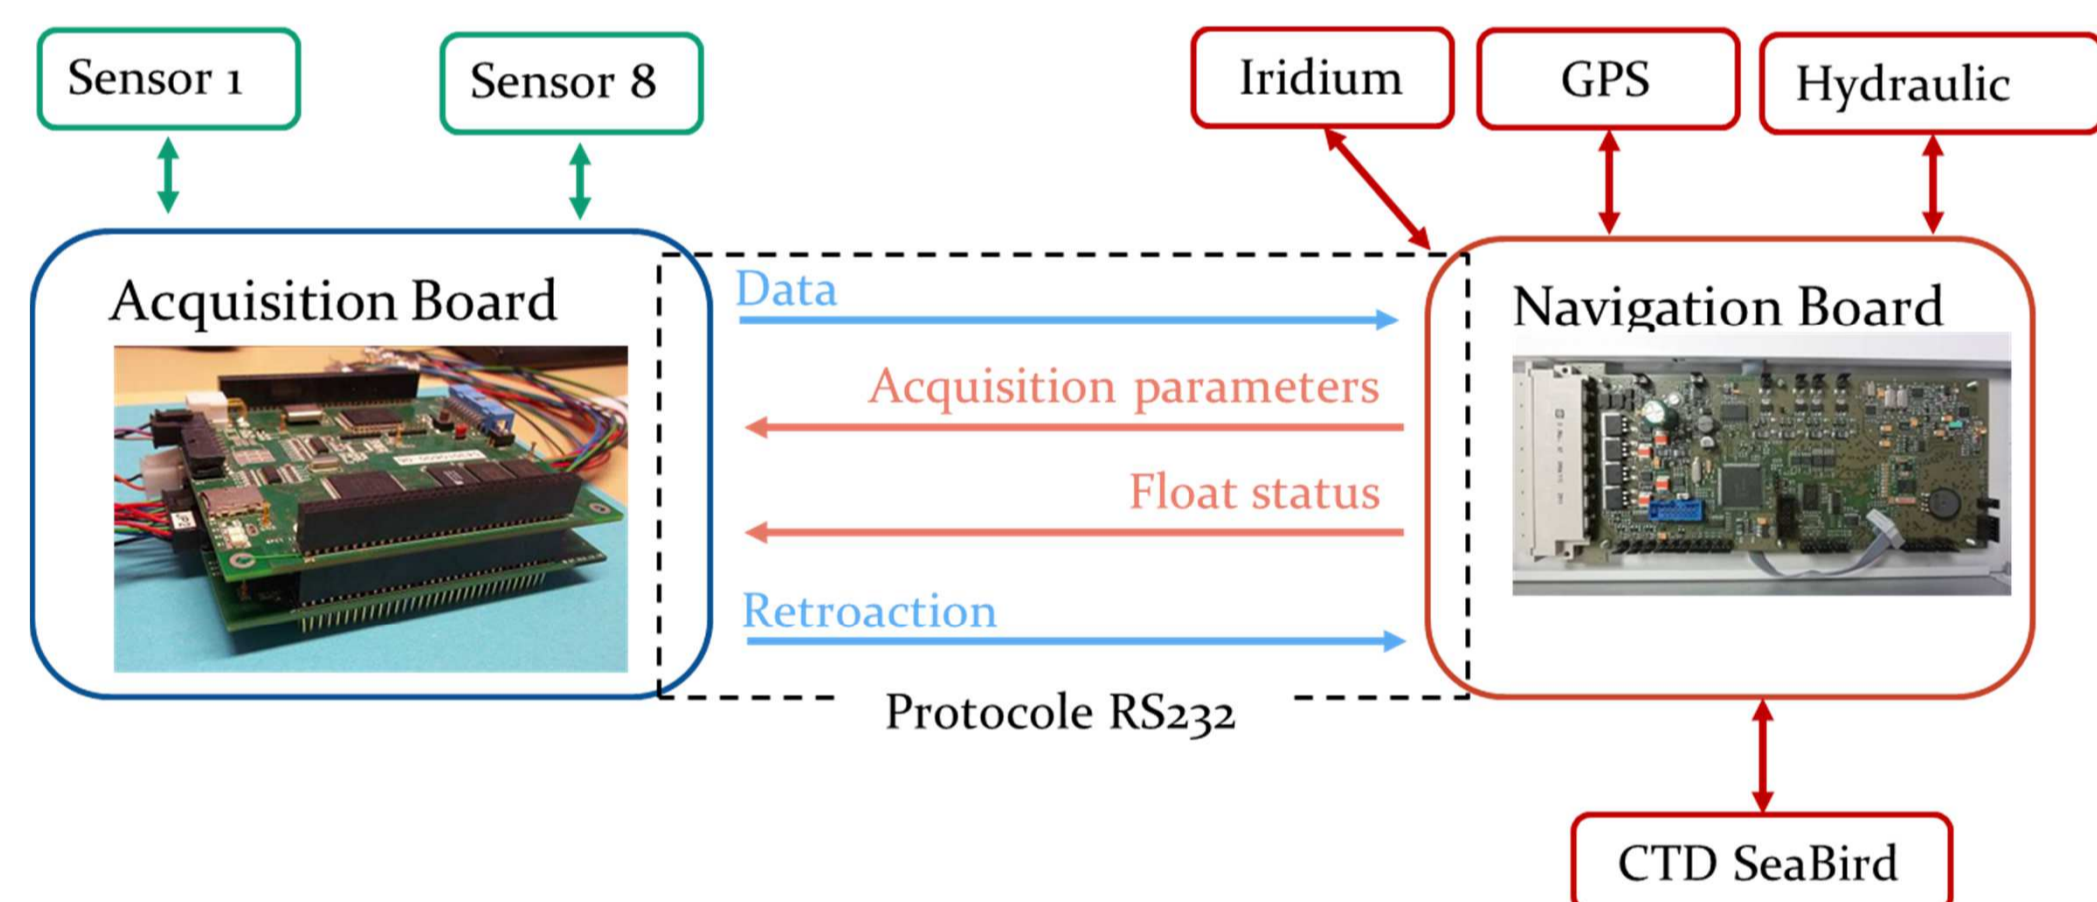 Sensor 1
Sensor 8
Iridium
GPS
Hydraulic
Acquisition Board
Data
Acquisition parameters
Float status
Retroaction
Protocole RS232
Navigation Board
CTD SeaBird